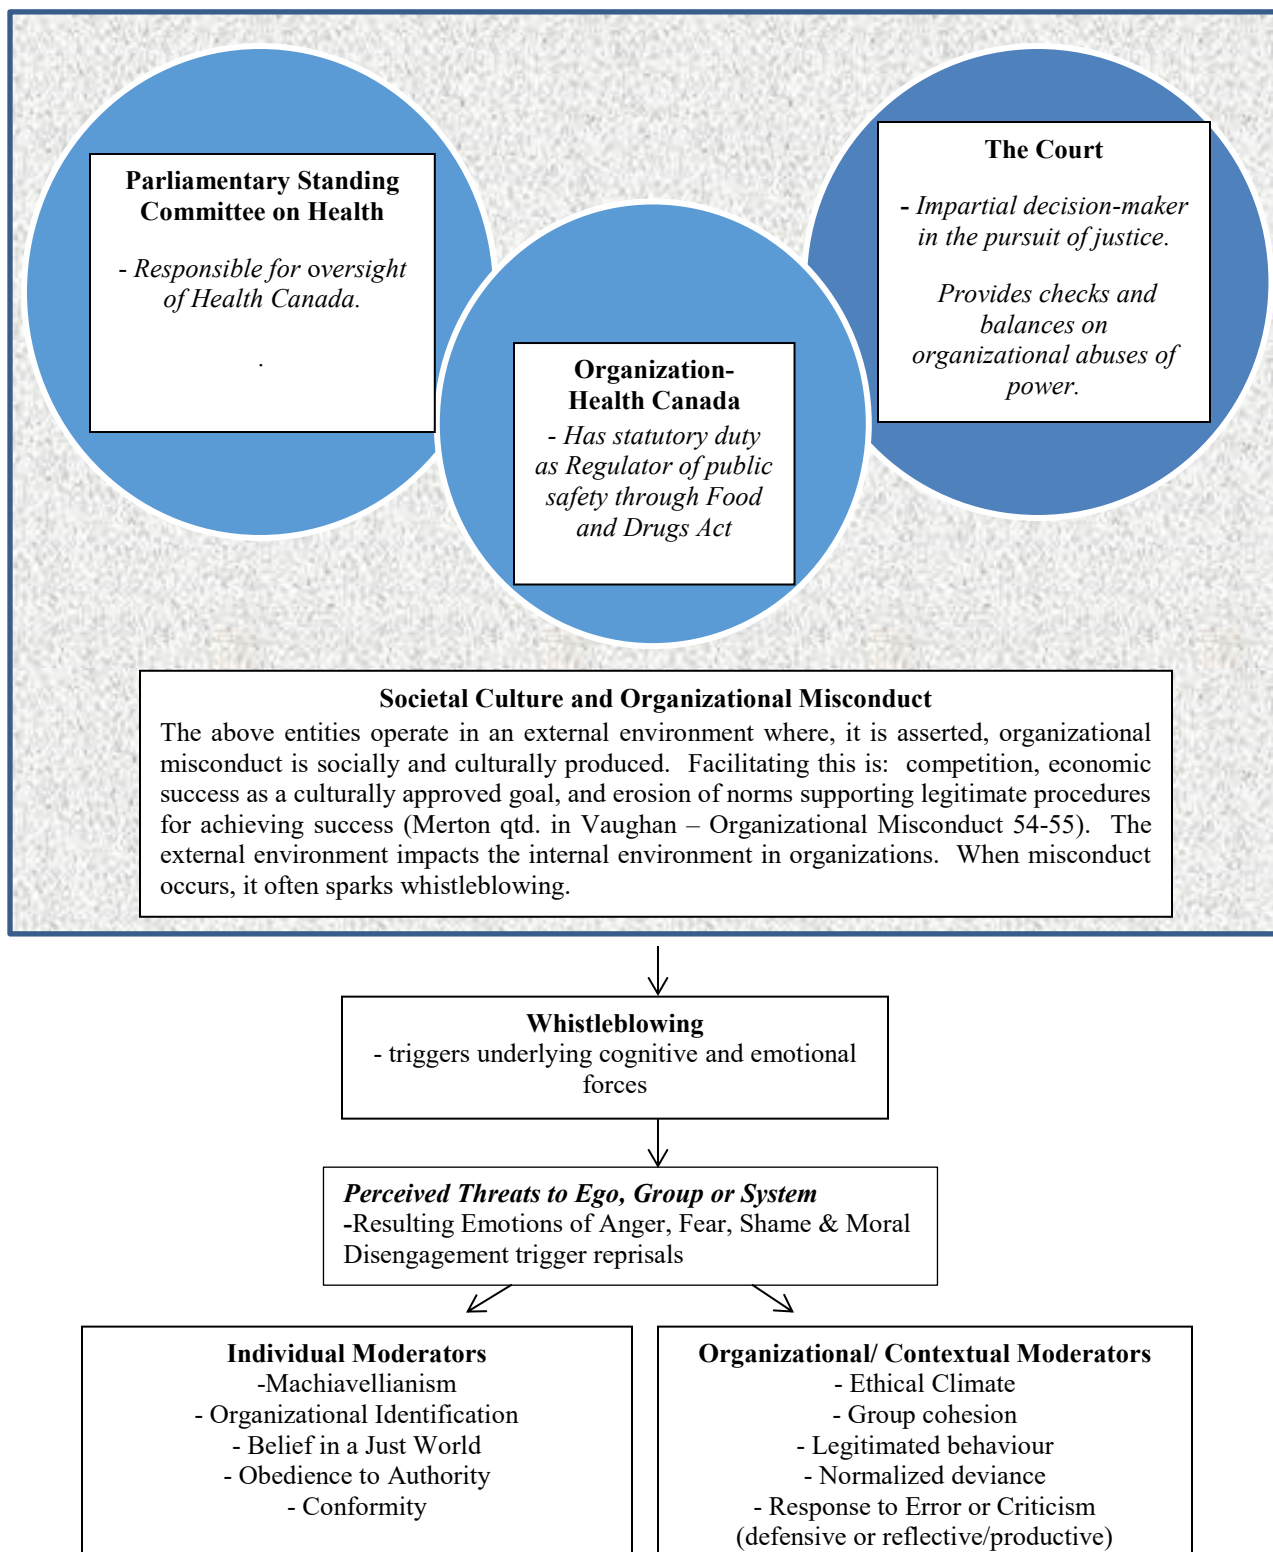 Parliamentary Standing
Committee on Health
- Responsible for oversight
of Health Canada.
.
Organization-
Health Canada
- Has statutory duty
as Regulator of public
safety through Food
and Drugs Act
The Court
- Impartial decision-maker
in the pursuit of justice.
Provides checks and
balances on
organizational abuses of
power.
Societal Culture and Organizational Misconduct
The above entities operate in an external environment where, it is asserted, organizational
misconduct is socially and culturally produced.  Facilitating this is:  competition, economic
success as a culturally approved goal, and erosion of norms supporting legitimate procedures
for achieving success (Merton qtd. in Vaughan – Organizational Misconduct 54-55).  The
external environment impacts the internal environment in organizations.  When misconduct
occurs, it often sparks whistleblowing.
Whistleblowing
- triggers underlying cognitive and emotional
forces
Perceived Threats to Ego, Group or System
-Resulting Emotions of Anger, Fear, Shame & Moral
Disengagement trigger reprisals
Individual Moderators
-Machiavellianism
- Organizational Identification
- Belief in a Just World
- Obedience to Authority
- Conformity
Organizational/ Contextual Moderators
- Ethical Climate
- Group cohesion
- Legitimated behaviour
- Normalized deviance
- Response to Error or Criticism
(defensive or reflective/productive)